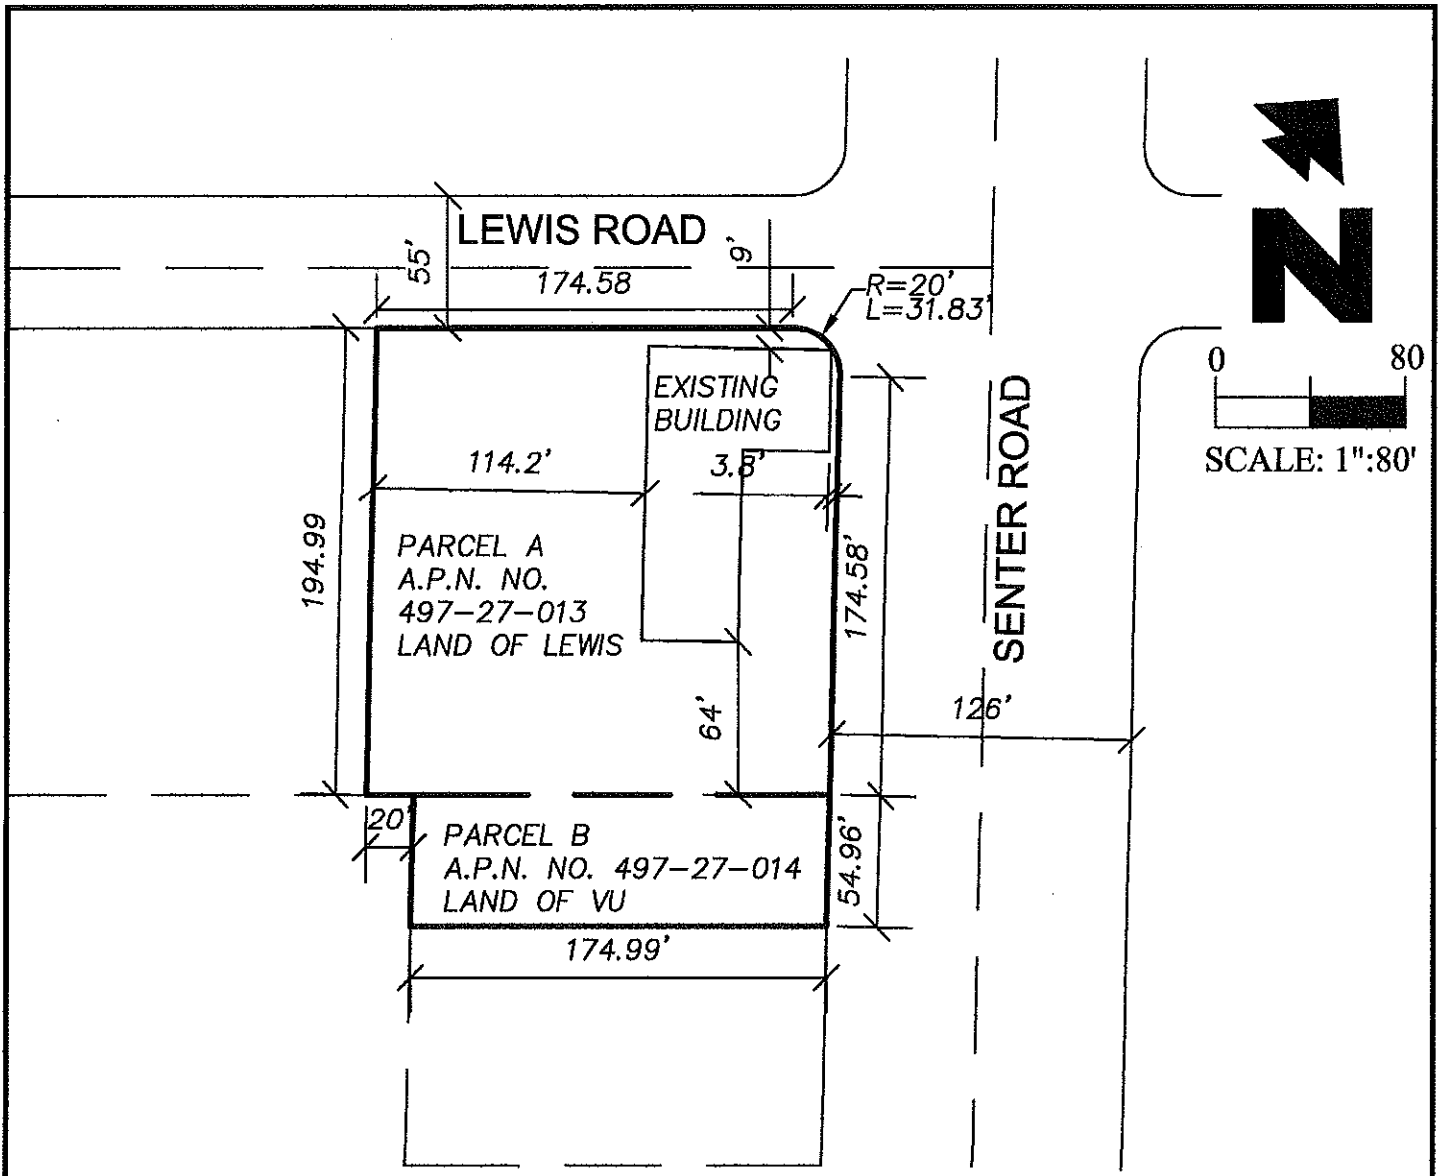 LEWIS ROAD
55'
9'
174.58
R=20'
L=31.83'
N
0 80
SCALE: 1":80'
EXISTING
BUILDING
114.2'
3.8'
194.99
PARCEL A
A.P.N. NO.
497-27-013
LAND OF LEWIS
174.58'
SENTER ROAD
64'
126'
20'
PARCEL B
A.P.N. NO. 497-27-014
LAND OF VU
54.96'
174.99'